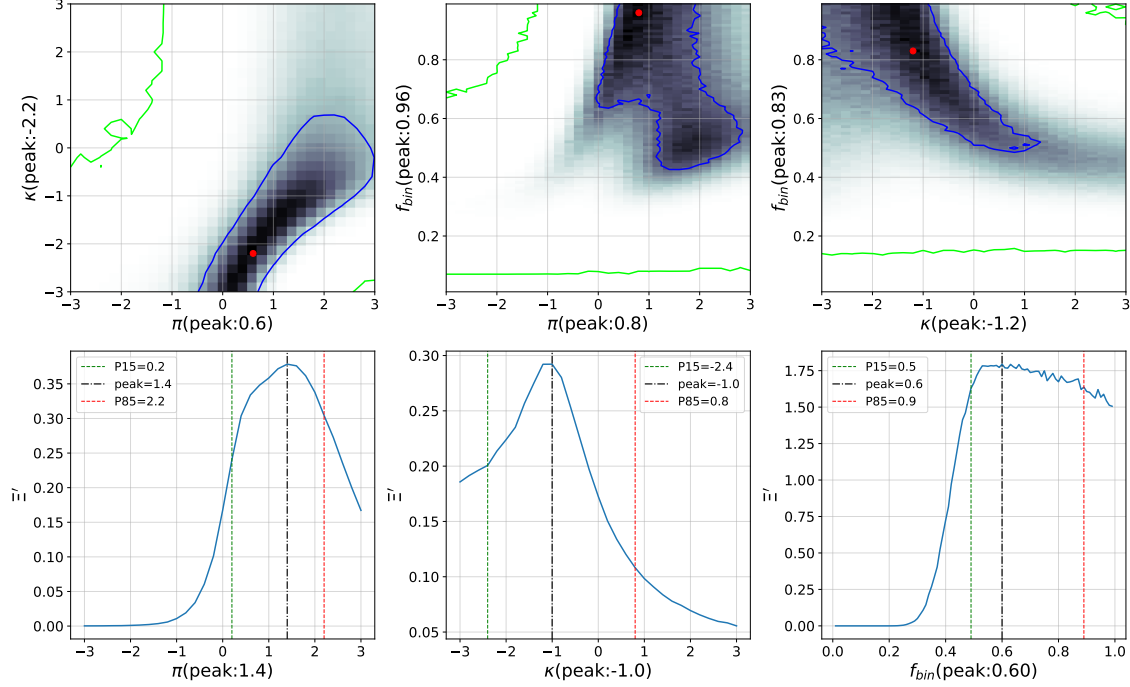 3
2
1
0
−1
−2
−3
κ(peak:-2.2)
−3 −2 −1 0 1 2 3
π(peak:0.6)
0.8
0.6
0.4
0.2
f_bin(peak:0.96)
−3 −2 −1 0 1 2 3
π(peak:0.8)
0.8
0.6
0.4
0.2
f_bin(peak:0.83)
−3 −2 −1 0 1 2 3
κ(peak:-1.2)
0.35
0.30
0.25
0.20
0.15
0.10
0.05
0.00
Ξ′
P15=0.2
peak=1.4
P85=2.2
−3 −2 −1 0 1 2 3
π(peak:1.4)
0.30
0.25
0.20
0.15
0.10
0.05
Ξ′
P15=-2.4
peak=-1.0
P85=0.8
−3 −2 −1 0 1 2 3
κ(peak:-1.0)
1.75
1.50
1.25
1.00
0.75
0.50
0.25
0.00
Ξ′
P15=0.5
peak=0.6
P85=0.9
0.0 0.2 0.4 0.6 0.8 1.0
f_bin(peak:0.60)